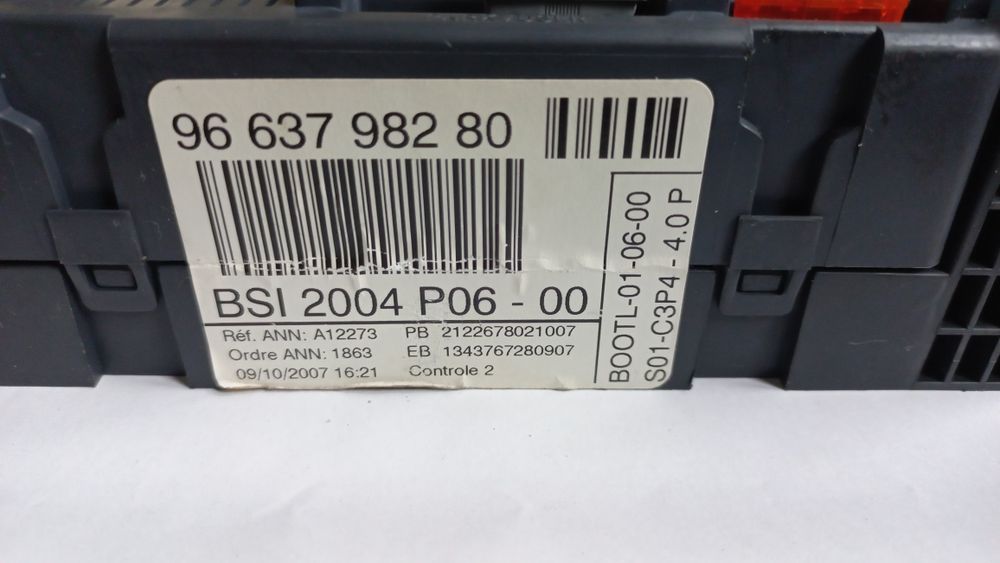 96 637 982 80
BSI 2004 P06 - 00
Réf. ANN: A12273 PB 2122678021007
Ordre ANN: 1863 EB 1343767280907
09/10/2007 16:21 Controle 2
BOOTL-01-06-00
S01-C3P4 - 4.0 P